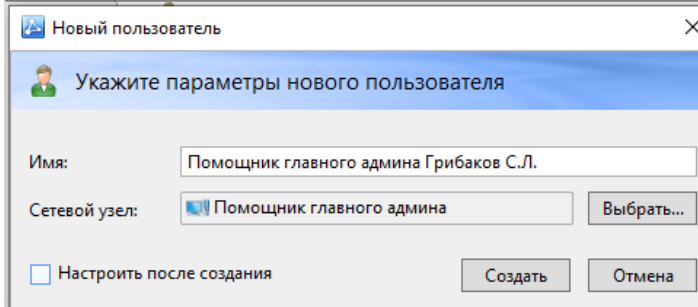 Новый пользователь
Укажите параметры нового пользователя
Имя: Помощник главного админа Грибаков С.Л.
Сетевой узел: Помощник главного админа Выбрать...
Настроить после создания Создать Отмена